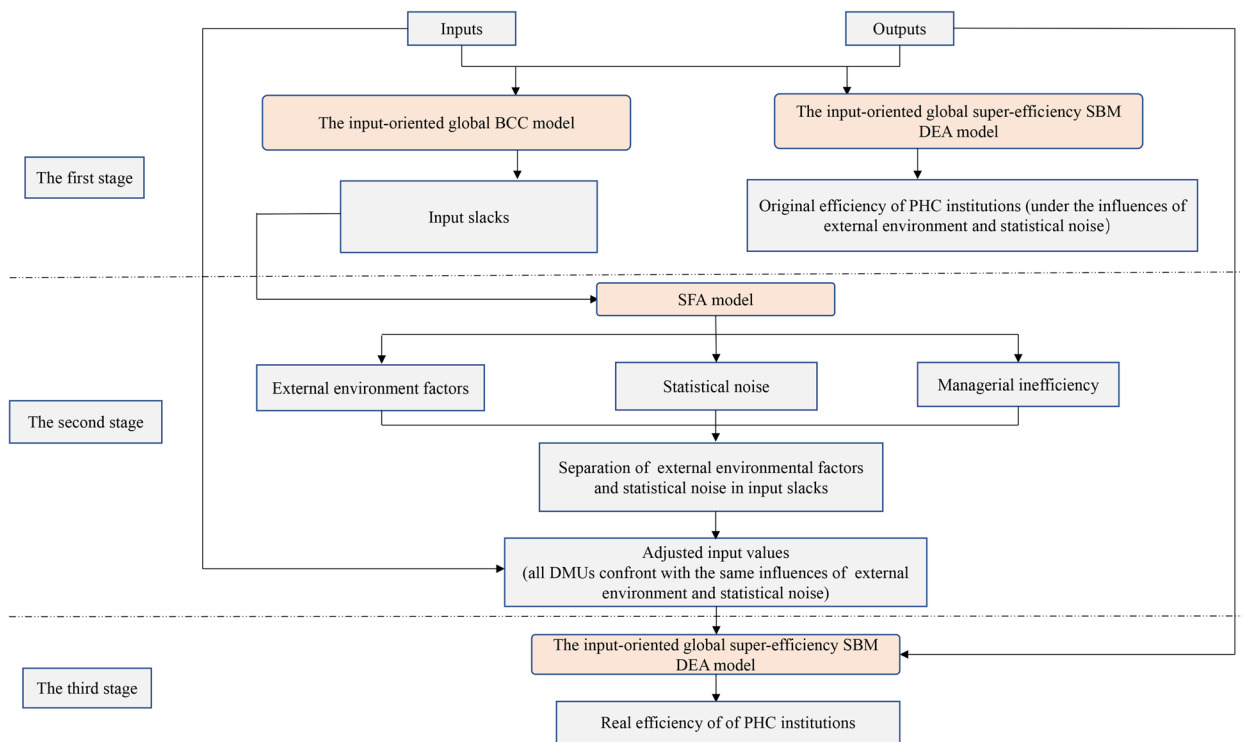 Inputs
Outputs
The input-oriented global BCC model
The input-oriented global super-efficiency SBM
DEA model
The first stage
Input slacks
Original efficiency of PHC institutions (under the influences of
external environment and statistical noise）
SFA model
External environment factors
Statistical noise
Managerial inefficiency
The second stage
Separation of external environmental factors
and statistical noise in input slacks
Adjusted input values
(all DMUs confront with the same influences of external
environment and statistical noise)
The input-oriented global super-efficiency SBM
DEA model
The third stage
Real efficiency of of PHC institutions